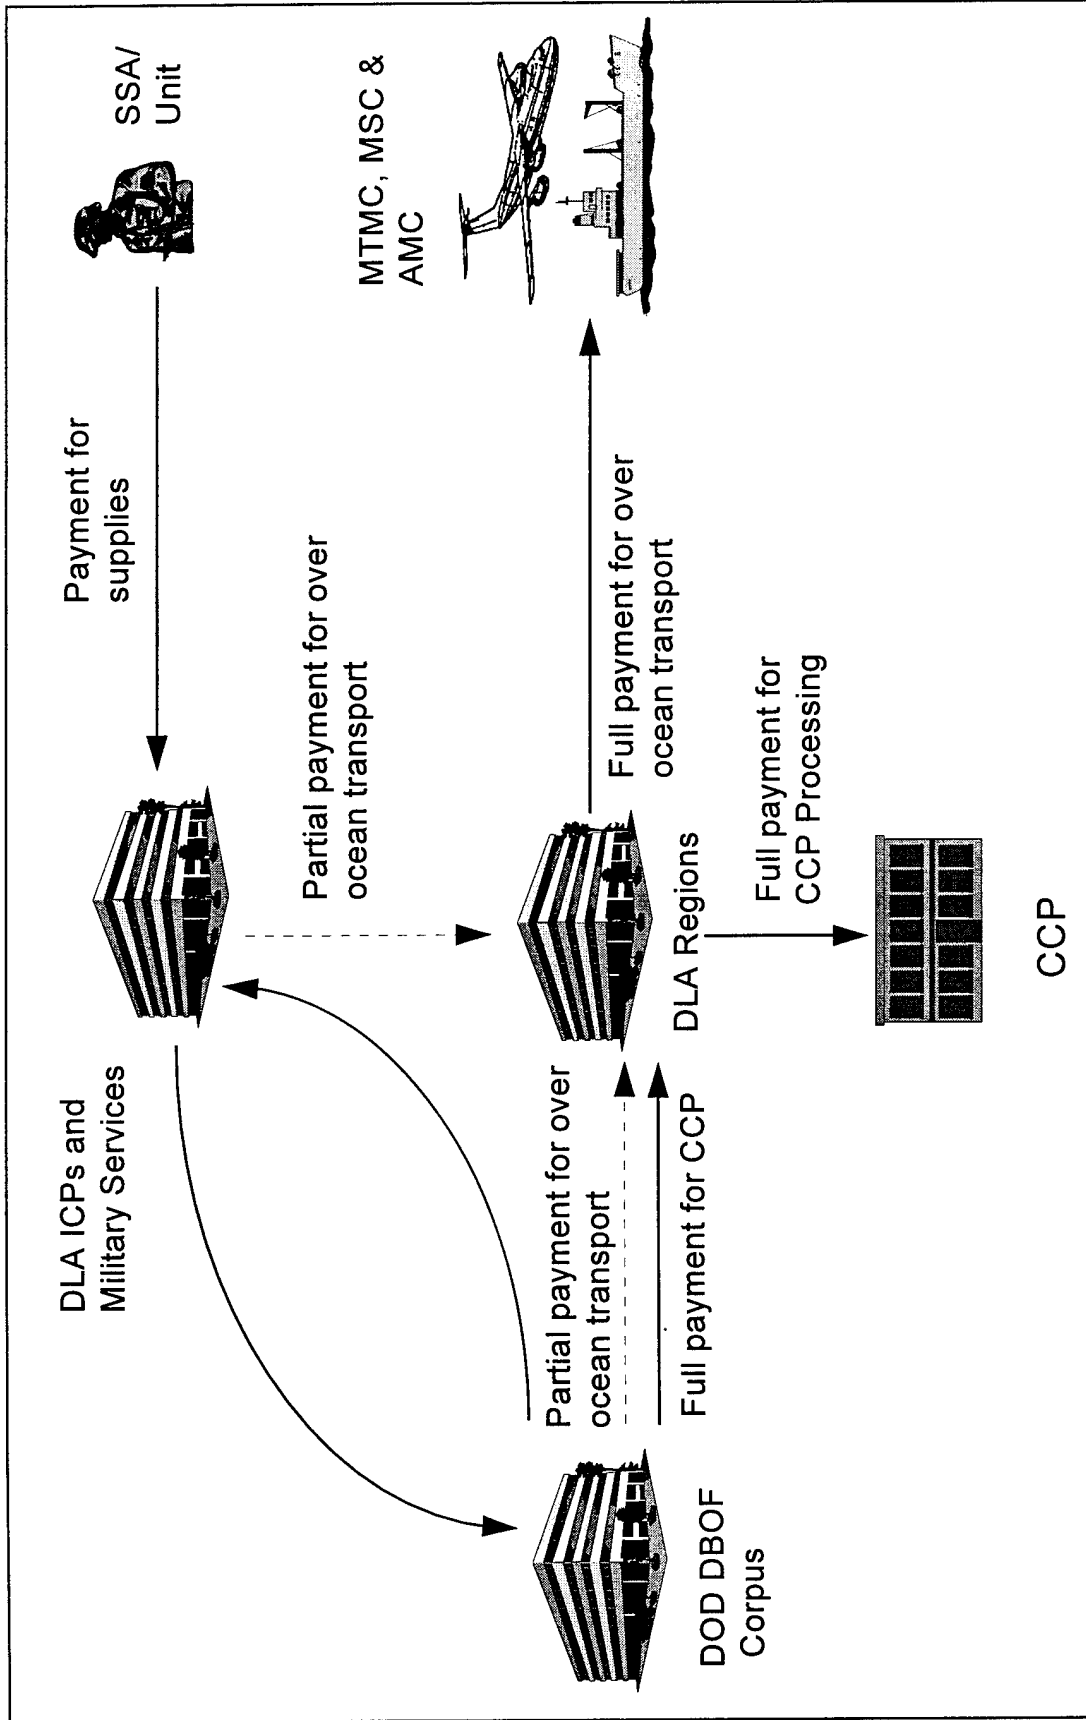 DLA ICPs and
Military Services
Payment for
supplies
SSA/
Unit
Partial payment for over
ocean transport
MTMC, MSC &
AMC
Partial payment for over
ocean transport
Full payment for CCP
DOD DBOF
Corpus
DLA Regions
Full payment for over
ocean transport
Full payment for
CCP Processing
CCP